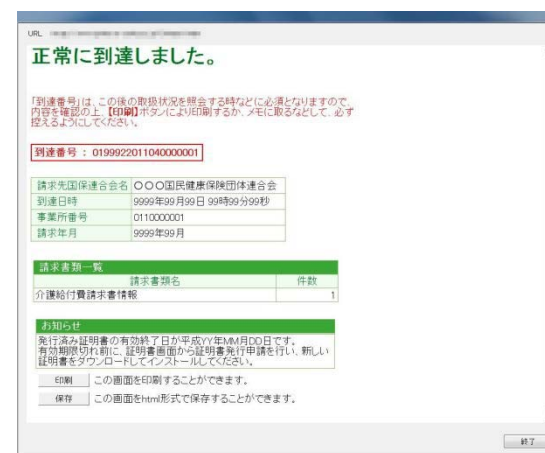 URL
正常に到達しました。
「到達番号」は、この後の取扱状況を照会する時などに必須となりますので、
内容を確認の上、【印刷】ボタンにより印刷するか、メモに取るなどして、必ず
控えるようにしてください。
到達番号 : 0199922011040000001
請求先国保連合会名 〇〇〇国民健康保険団体連合会
到達日時 9999年99月99日 99時99分99秒
事業所番号 0110000001
請求年月 9999年99月
請求書類一覧
請求書類名 件数
介護給付費請求書情報 1
お知らせ
発行済み証明書の有効終了日が平成YY年MM月DD日です。
有効期限切れ前に、証明書画面から証明書発行申請を行い、新しい
証明書をダウンロードしてインストールしてください。
印刷 この画面を印刷することができます。
保存 この画面をhtml形式で保存することができます。
終了